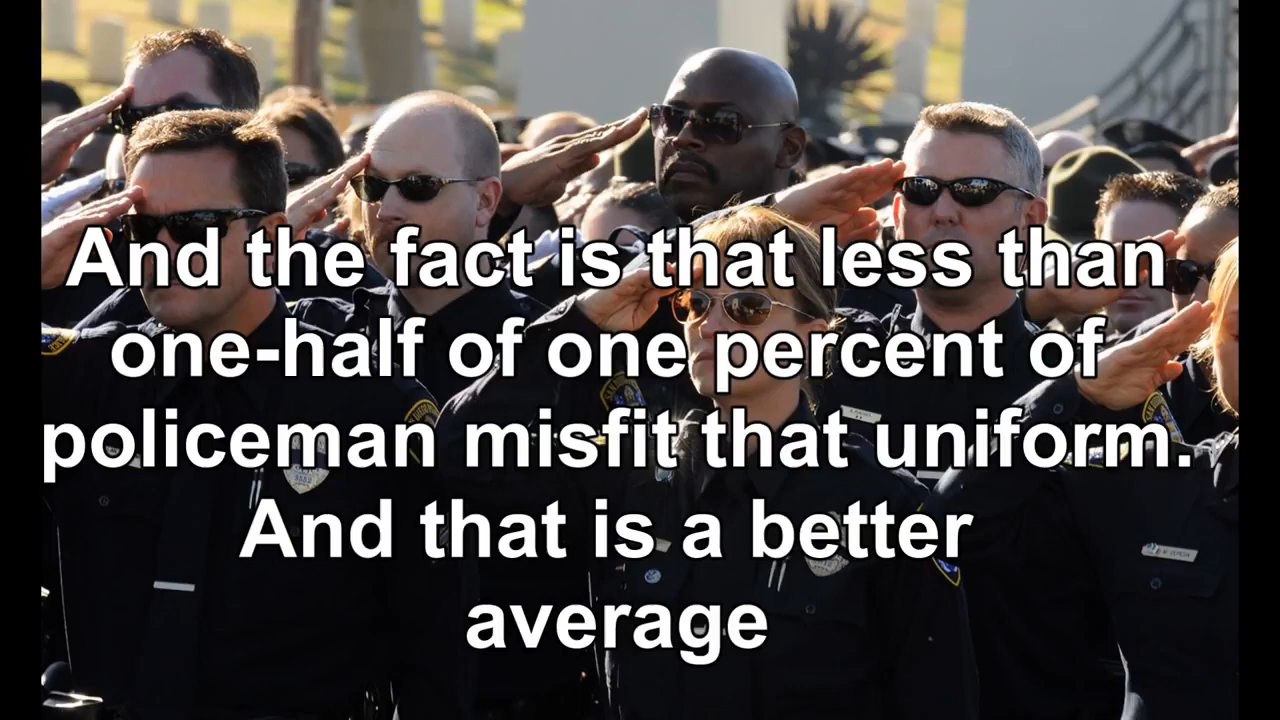 And the fact is that less than
one-half of one percent of
policeman misfit that uniform.
And that is a better
average